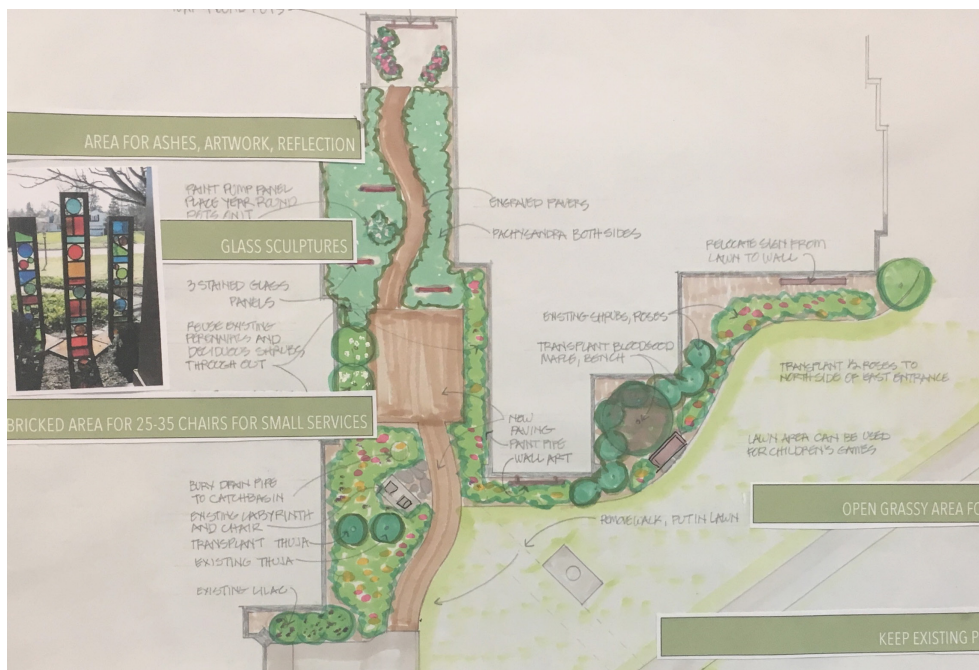 AREA FOR ASHES, ARTWORK, REFLECTION
PAINT PUMP PANEL
PLACE YEAR ROUND
POTS ON IT
GLASS SCULPTURES
3 STAINED GLASS
PANELS
REUSE EXISTING
PERENNIALS AND
DECIDUOUS SHRUBS
THROUGH OUT
BRICKED AREA FOR 25-35 CHAIRS FOR SMALL SERVICES
BURY DRAIN PIPE
TO CATCHBASIN
EXISTING LABYRINTH
AND CHAIR
TRANSPLANT THUJA
EXISTING THUJA
EXISTING LILAC
ENGRAVED PAVERS
PACHYSANDRA BOTH SIDES
RELOCATE SIGN FROM
LAWN TO WALL
EXISTING SHRUBS, ROSES
TRANSPLANT BLOODGOOD
MAPLE, BENCH
TRANSPLANT 12 ROSES TO
NORTH SIDE OF EAST ENTRANCE
NEW
PAVING
PAINT PIPE
WALL ART
LAWN AREA CAN BE USED
FOR CHILDREN'S GAMES
OPEN GRASSY AREA FO
REMOVE WALK, PUT IN LAWN
KEEP EXISTING P